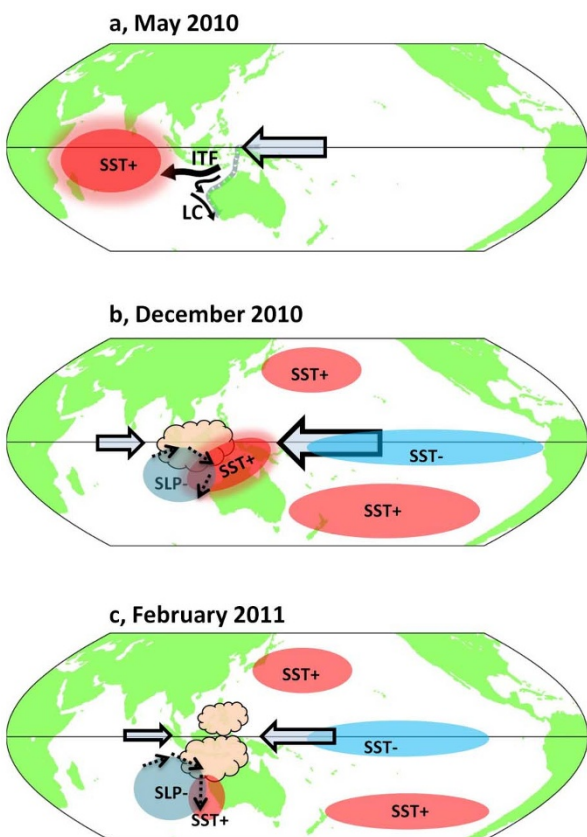 a, May 2010
SST+
ITF
LC
b, December 2010
SST+
SST+
SST-
SLP-
SST+
c, February 2011
SST+
SST-
SLP-
SST+
SST+